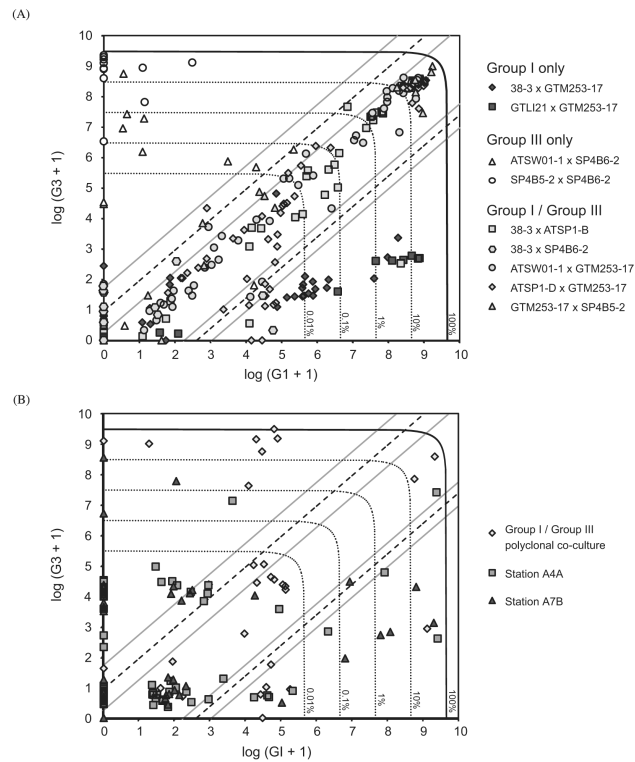 (A)
10
9
8
7
6
5
4
3
2
1
0
log (G3 + 1)
0 1 2 3 4 5 6 7 8 9 10
log (G1 + 1)
0.01%
0.1%
1%
10%
100%
Group I only
38-3 x GTM253-17
GTLI21 x GTM253-17
Group III only
ATSW01-1 x SP4B6-2
SP4B5-2 x SP4B6-2
Group I / Group III
38-3 x ATSP1-B
38-3 x SP4B6-2
ATSW01-1 x GTM253-17
ATSP1-D x GTM253-17
GTM253-17 x SP4B5-2
(B)
10
9
8
7
6
5
4
3
2
1
0
log (G3 + 1)
0 1 2 3 4 5 6 7 8 9 10
log (GI + 1)
0.01%
0.1%
1%
10%
100%
Group I / Group III
polyclonal co-culture
Station A4A
Station A7B